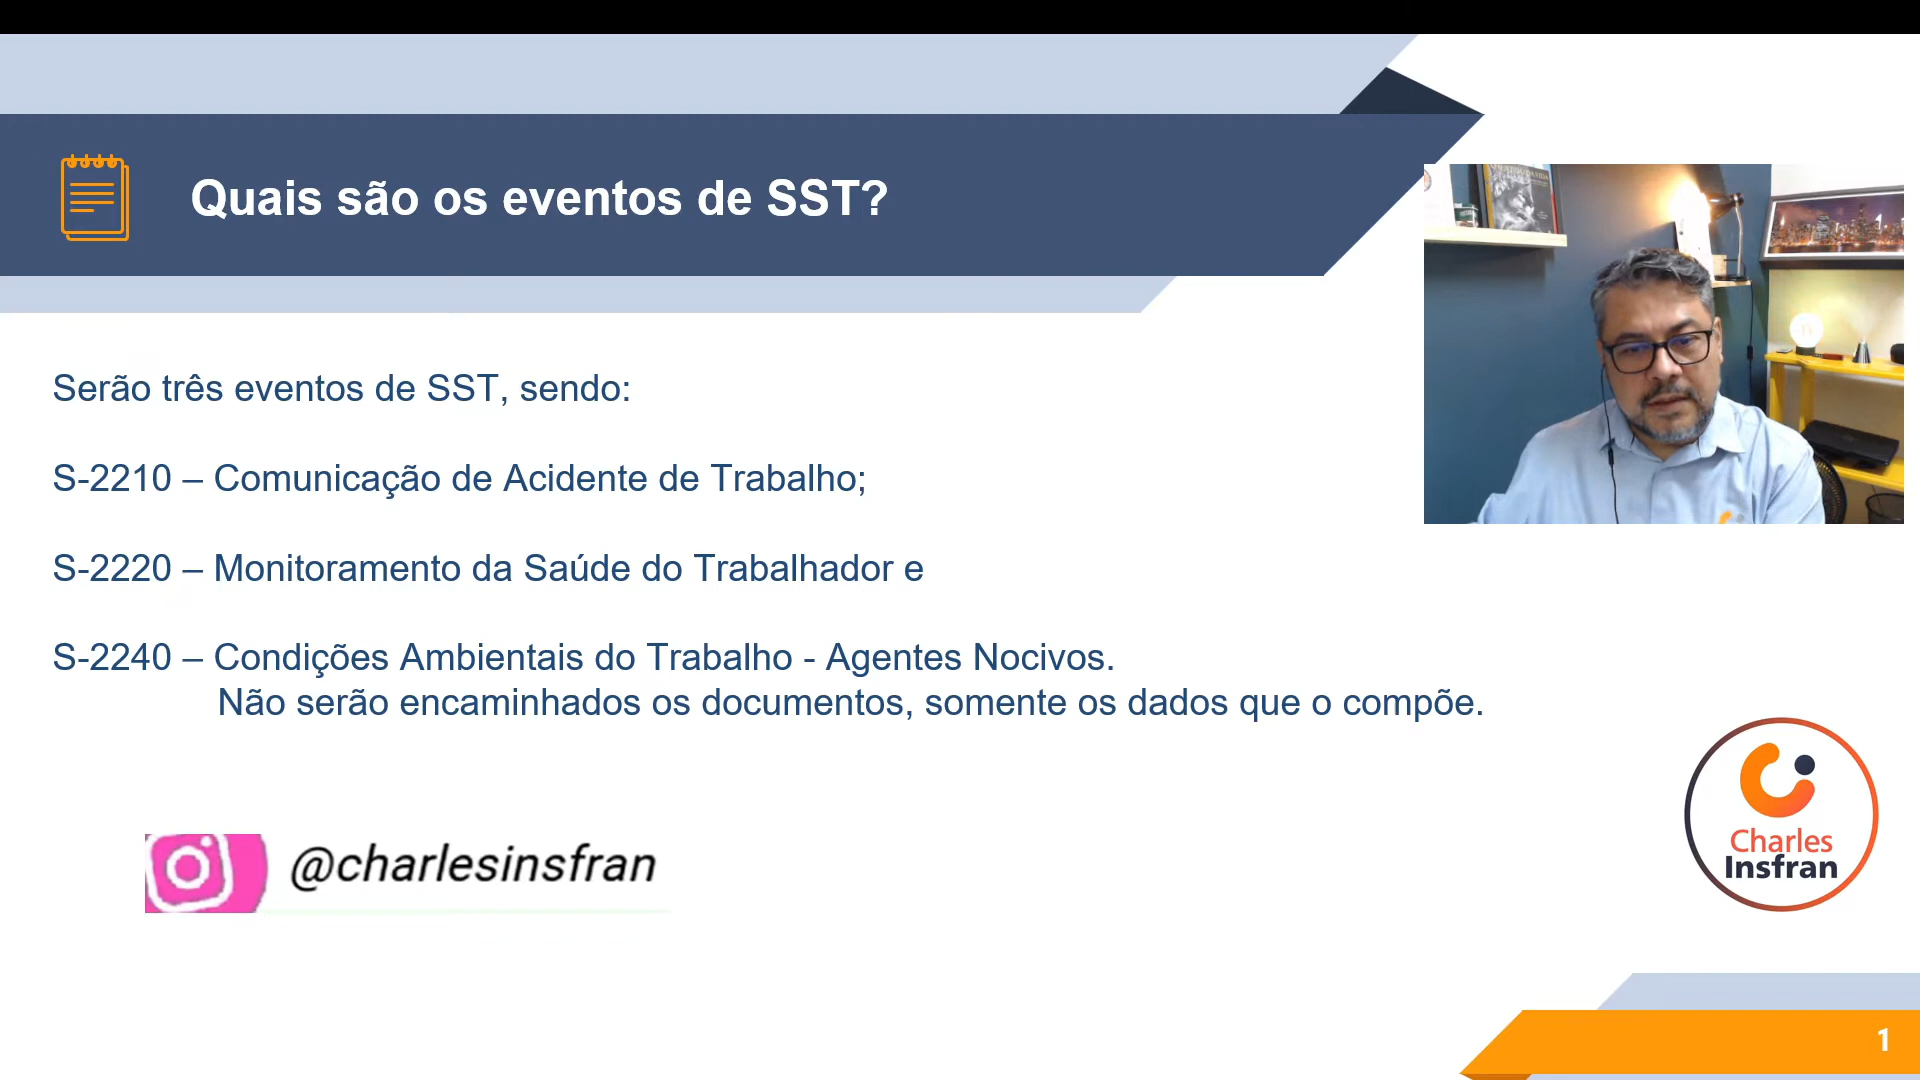 Quais são os eventos de SST?
Serão três eventos de SST, sendo:
S-2210 – Comunicação de Acidente de Trabalho;
S-2220 – Monitoramento da Saúde do Trabalhador e
S-2240 – Condições Ambientais do Trabalho - Agentes Nocivos.
Não serão encaminhados os documentos, somente os dados que o compõe.
@charlesinsfran
Charles
Insfran
1